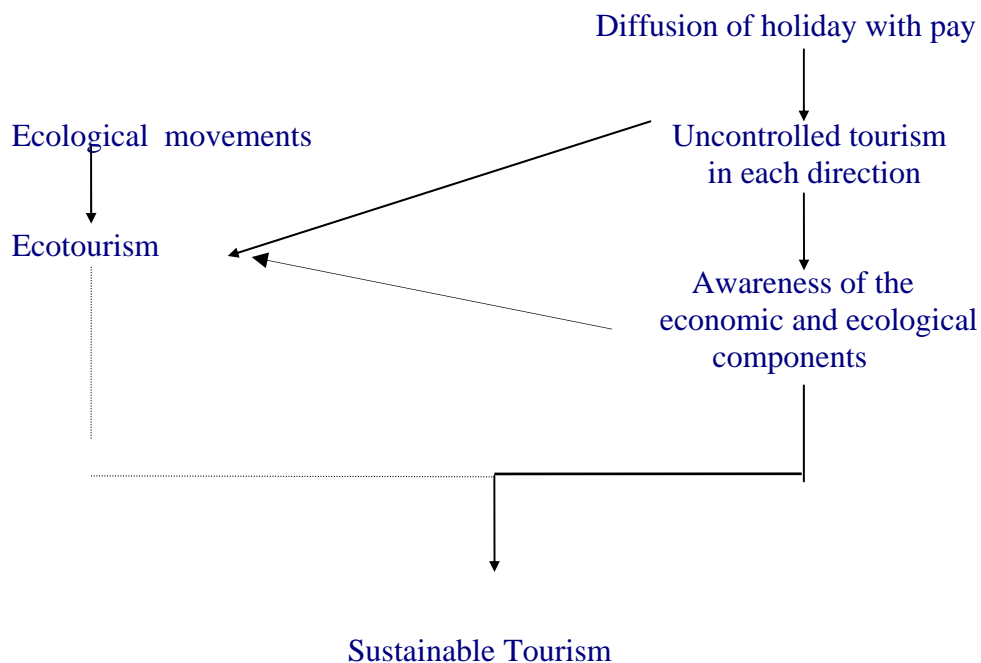 Diffusion of holiday with pay
Ecological movements
Uncontrolled tourism
in each direction
Ecotourism
Awareness of the
economic and ecological
components
Sustainable Tourism